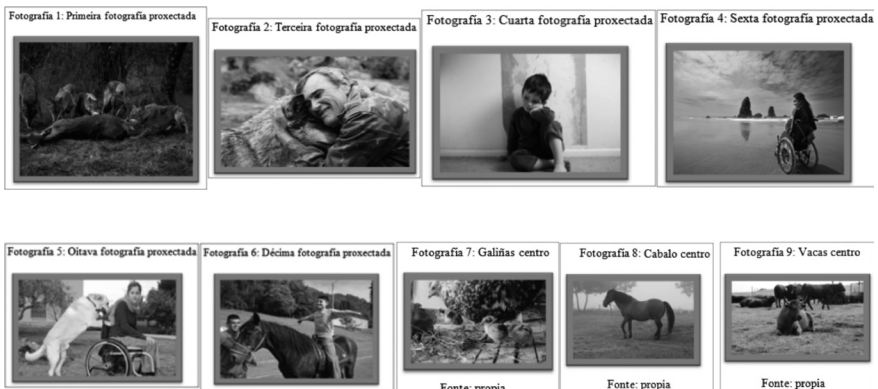 Fotografía 1: Primeira fotografía proxectada
Fotografía 2: Terceira fotografía proxectada
Fotografía 3: Cuarta fotografía proxectada
Fotografía 4: Sexta fotografía proxectada
Fotografía 5: Oitava fotografía proxectada
Fotografía 6: Décima fotografía proxectada
Fotografía 7: Galiñas centro
Fotografía 8: Cabalo centro
Fotografía 9: Vacas centro
Fonte: propia
Fonte: propia
Fonte: propia